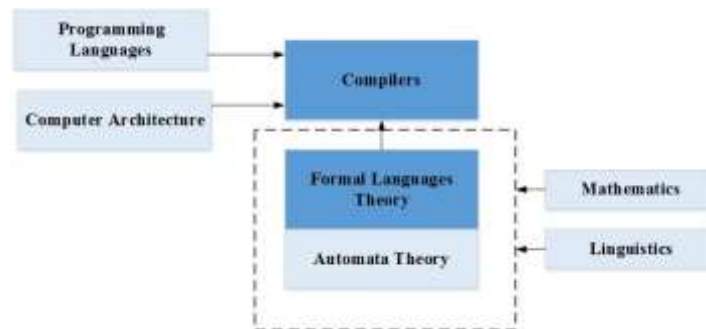 Programming
Languages
Compilers
Computer Architecture
Formal Languages
Theory
Mathematics
Automata Theory
Linguistics